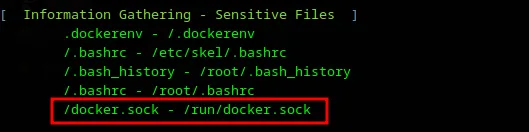 [ Information Gathering - Sensitive Files ]
.dockerenv - /.dockerenv
/.bashrc - /etc/skel/.bashrc
/.bash_history - /root/.bash_history
/.bashrc - /root/.bashrc
/docker.sock - /run/docker.sock